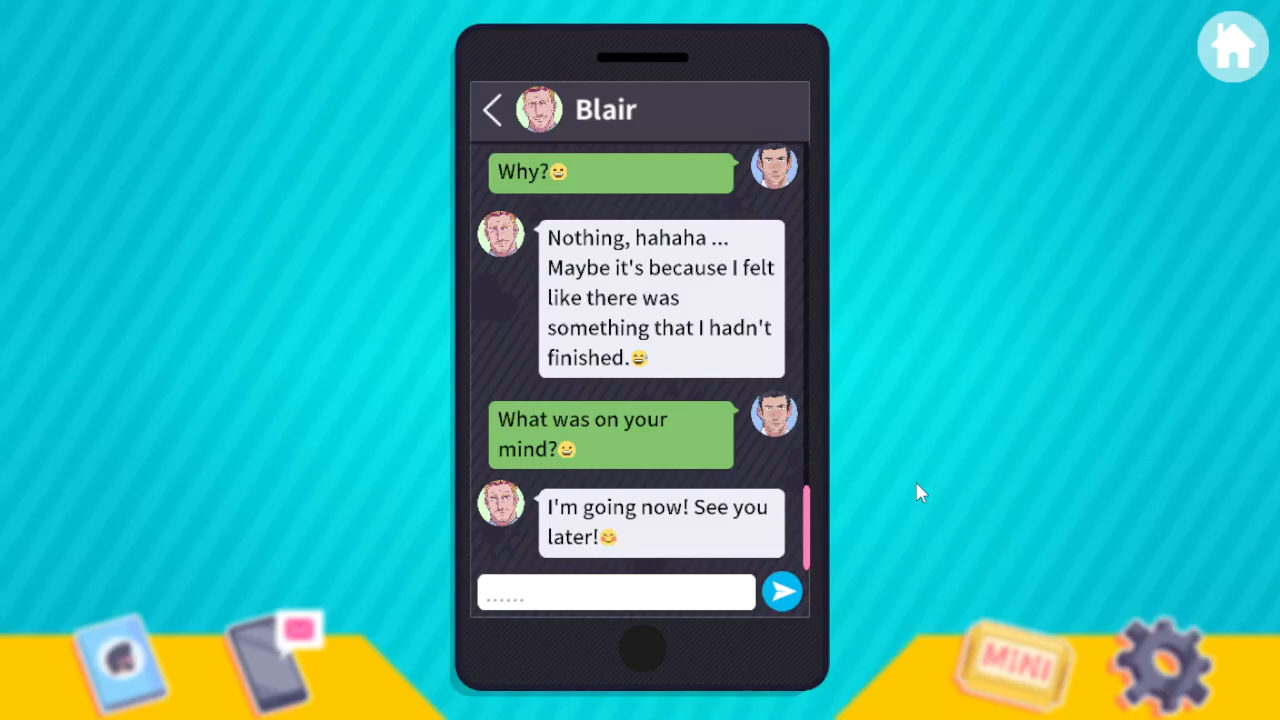 Blair
Why?😀
Nothing, hahaha ...
Maybe it's because I felt
like there was
something that I hadn't
finished.😅
What was on your
mind?😀
I'm going now! See you
later!😊
......
MINI